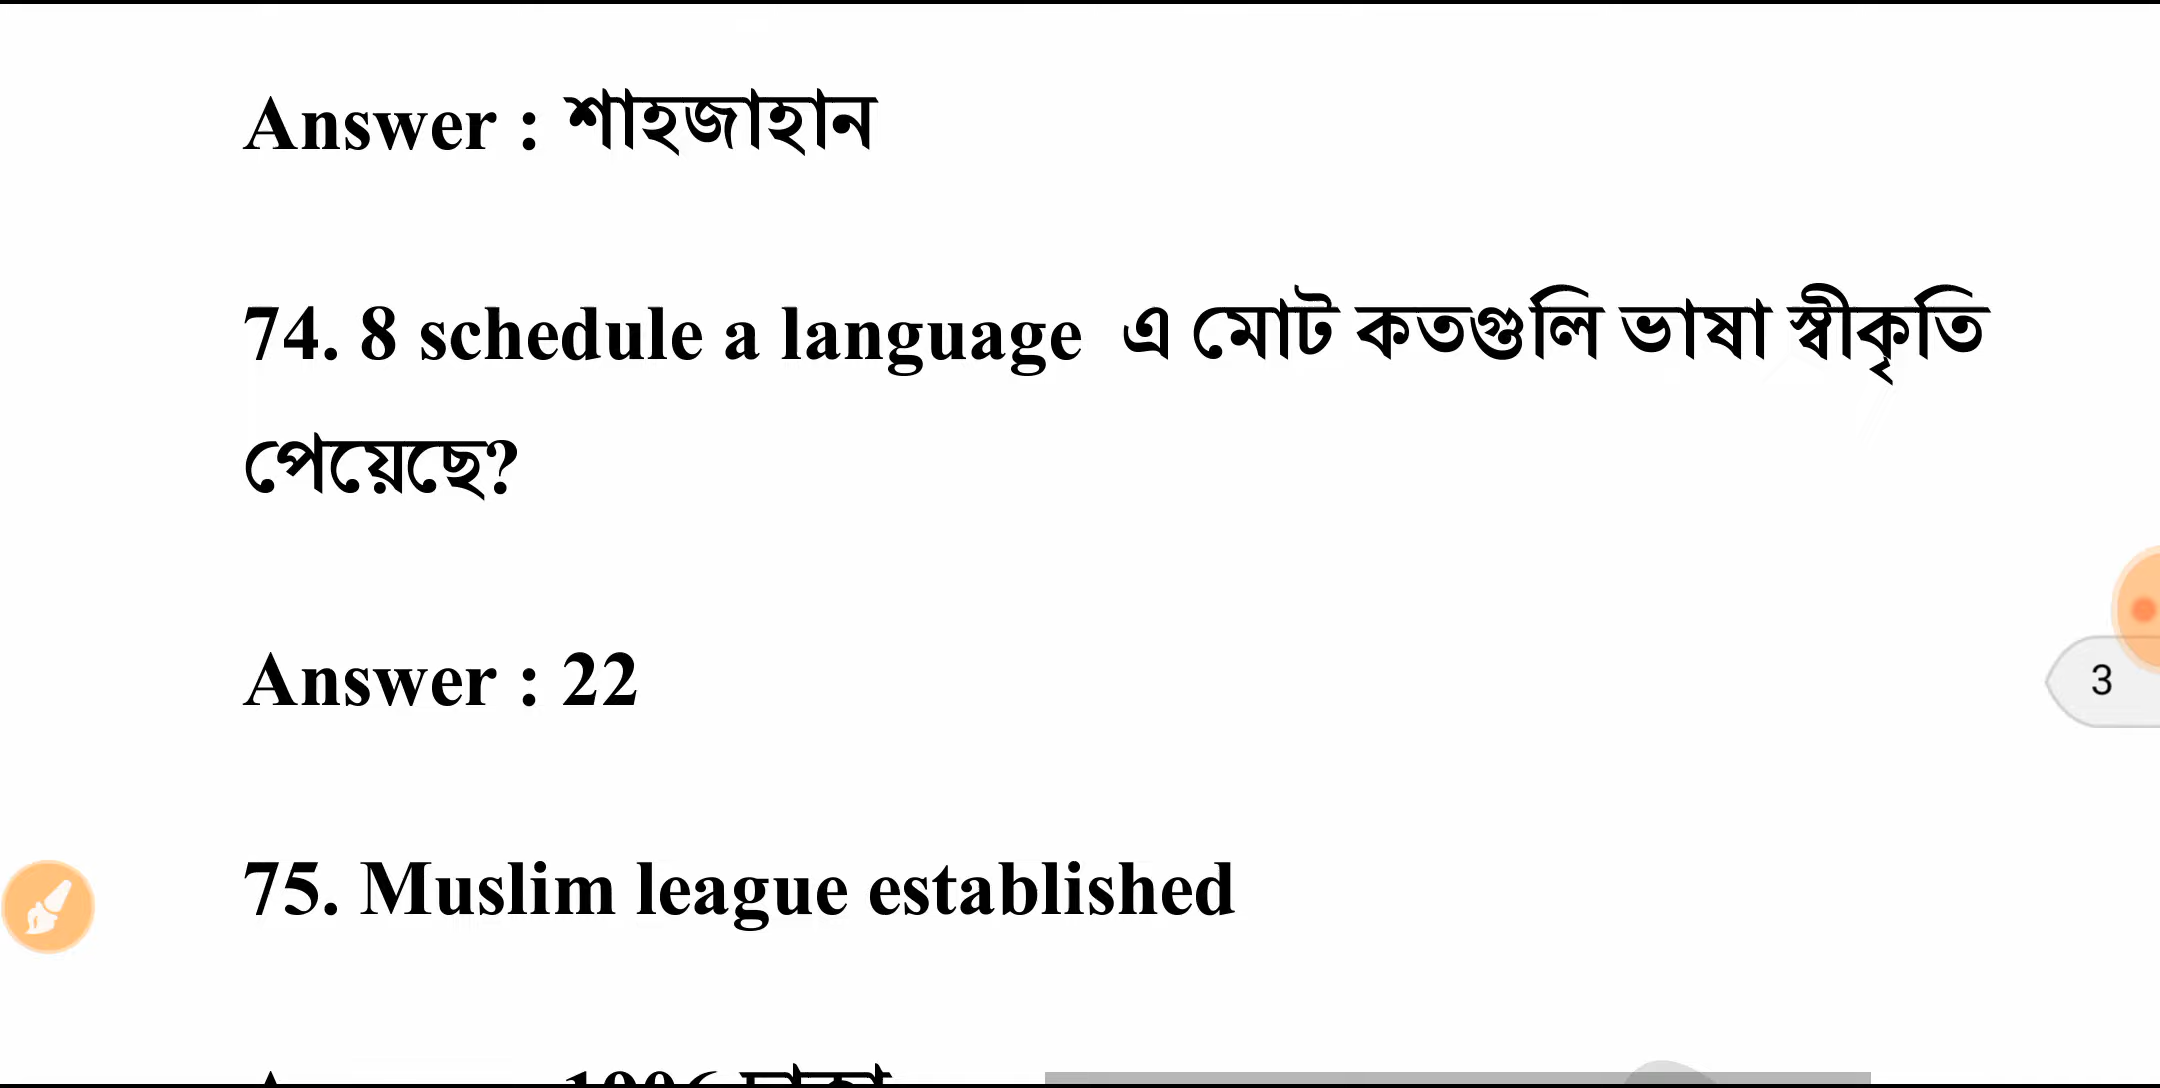 Answer : শাহজাহান
74. 8 schedule a language এ মোট কতগুলি ভাষা স্বীকৃতি
পেয়েছে?
Answer : 22
3
75. Muslim league established